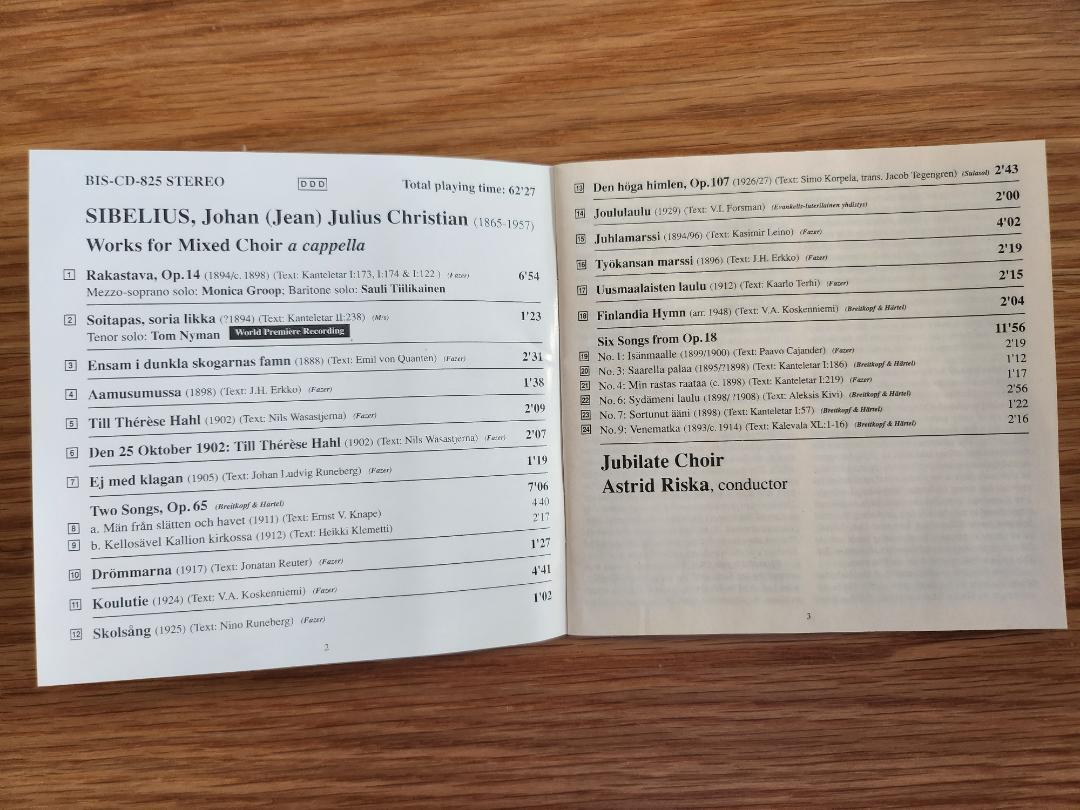 BIS-CD-825 STEREO DDD Total playing time: 62'27
SIBELIUS, Johan (Jean) Julius Christian (1865-1957)
Works for Mixed Choir a cappella
1 Rakastava, Op.14 (1894/c. 1898) (Text: Kanteletar I:173, I:174 & I:122 ) (Fazer) 6'54
Mezzo-soprano solo: Monica Groop; Baritone solo: Sauli Tiilikainen
2 Soitapas, soria likka (?1894) (Text: Kanteletar II:238) (M/s) 1'23
Tenor solo: Tom Nyman World Première Recording
3 Ensam i dunkla skogarnas famn (1888) (Text: Emil von Quanten) (Fazer) 2'31
4 Aamusumussa (1898) (Text: J.H. Erkko) (Fazer) 1'38
5 Till Thérèse Hahl (1902) (Text: Nils Wasastjerna) (Fazer) 2'09
6 Den 25 Oktober 1902: Till Thérèse Hahl (1902) (Text: Nils Wasastjerna) (Fazer) 2'07
7 Ej med klagan (1905) (Text: Johan Ludvig Runeberg) (Fazer) 1'19
Two Songs, Op.65 (Breitkopf & Härtel) 7'06
8 a. Män från slätten och havet (1911) (Text: Ernst V. Knape) 4'40
9 b. Kellosävel Kallion kirkossa (1912) (Text: Heikki Klemetti) 2'17
10 Drömmarna (1917) (Text: Jonatan Reuter) (Fazer) 1'27
11 Koulutie (1924) (Text: V.A. Koskenniemi) (Fazer) 4'41
12 Skolsång (1925) (Text: Nino Runeberg) (Fazer) 1'02
2
13 Den höga himlen, Op.107 (1926/27) (Text: Simo Korpela, trans. Jacob Tegengren) (Sulasol) 2'43
14 Joululaulu (1929) (Text: V.I. Forsman) (Evankelis-luterilainen yhdistys) 2'00
15 Juhlamarssi (1894/96) (Text: Kasimir Leino) (Fazer) 4'02
16 Työkansan marssi (1896) (Text: J.H. Erkko) (Fazer) 2'19
17 Uusmaalaisten laulu (1912) (Text: Kaarlo Terhi) (Fazer) 2'15
18 Finlandia Hymn (arr. 1948) (Text: V.A. Koskenniemi) (Breitkopf & Härtel) 2'04
Six Songs from Op.18 11'56
19 No. 1: Isänmaalle (1899/1900) (Text: Paavo Cajander) (Fazer) 2'19
20 No. 3: Saarella palaa (1895/?1898) (Text: Kanteletar I:186) (Breitkopf & Härtel) 1'12
21 No. 4: Min rastas raataa (c. 1898) (Text: Kanteletar I:219) (Fazer) 1'17
22 No. 6: Sydämeni laulu (1898/ ?1908) (Text: Aleksis Kivi) (Breitkopf & Härtel) 2'56
23 No. 7: Sortunut ääni (1898) (Text: Kanteletar I:57) (Breitkopf & Härtel) 1'22
24 No. 9: Venematka (1893/c. 1914) (Text: Kalevala XL:1-16) (Breitkopf & Härtel) 2'16
Jubilate Choir
Astrid Riska, conductor
3